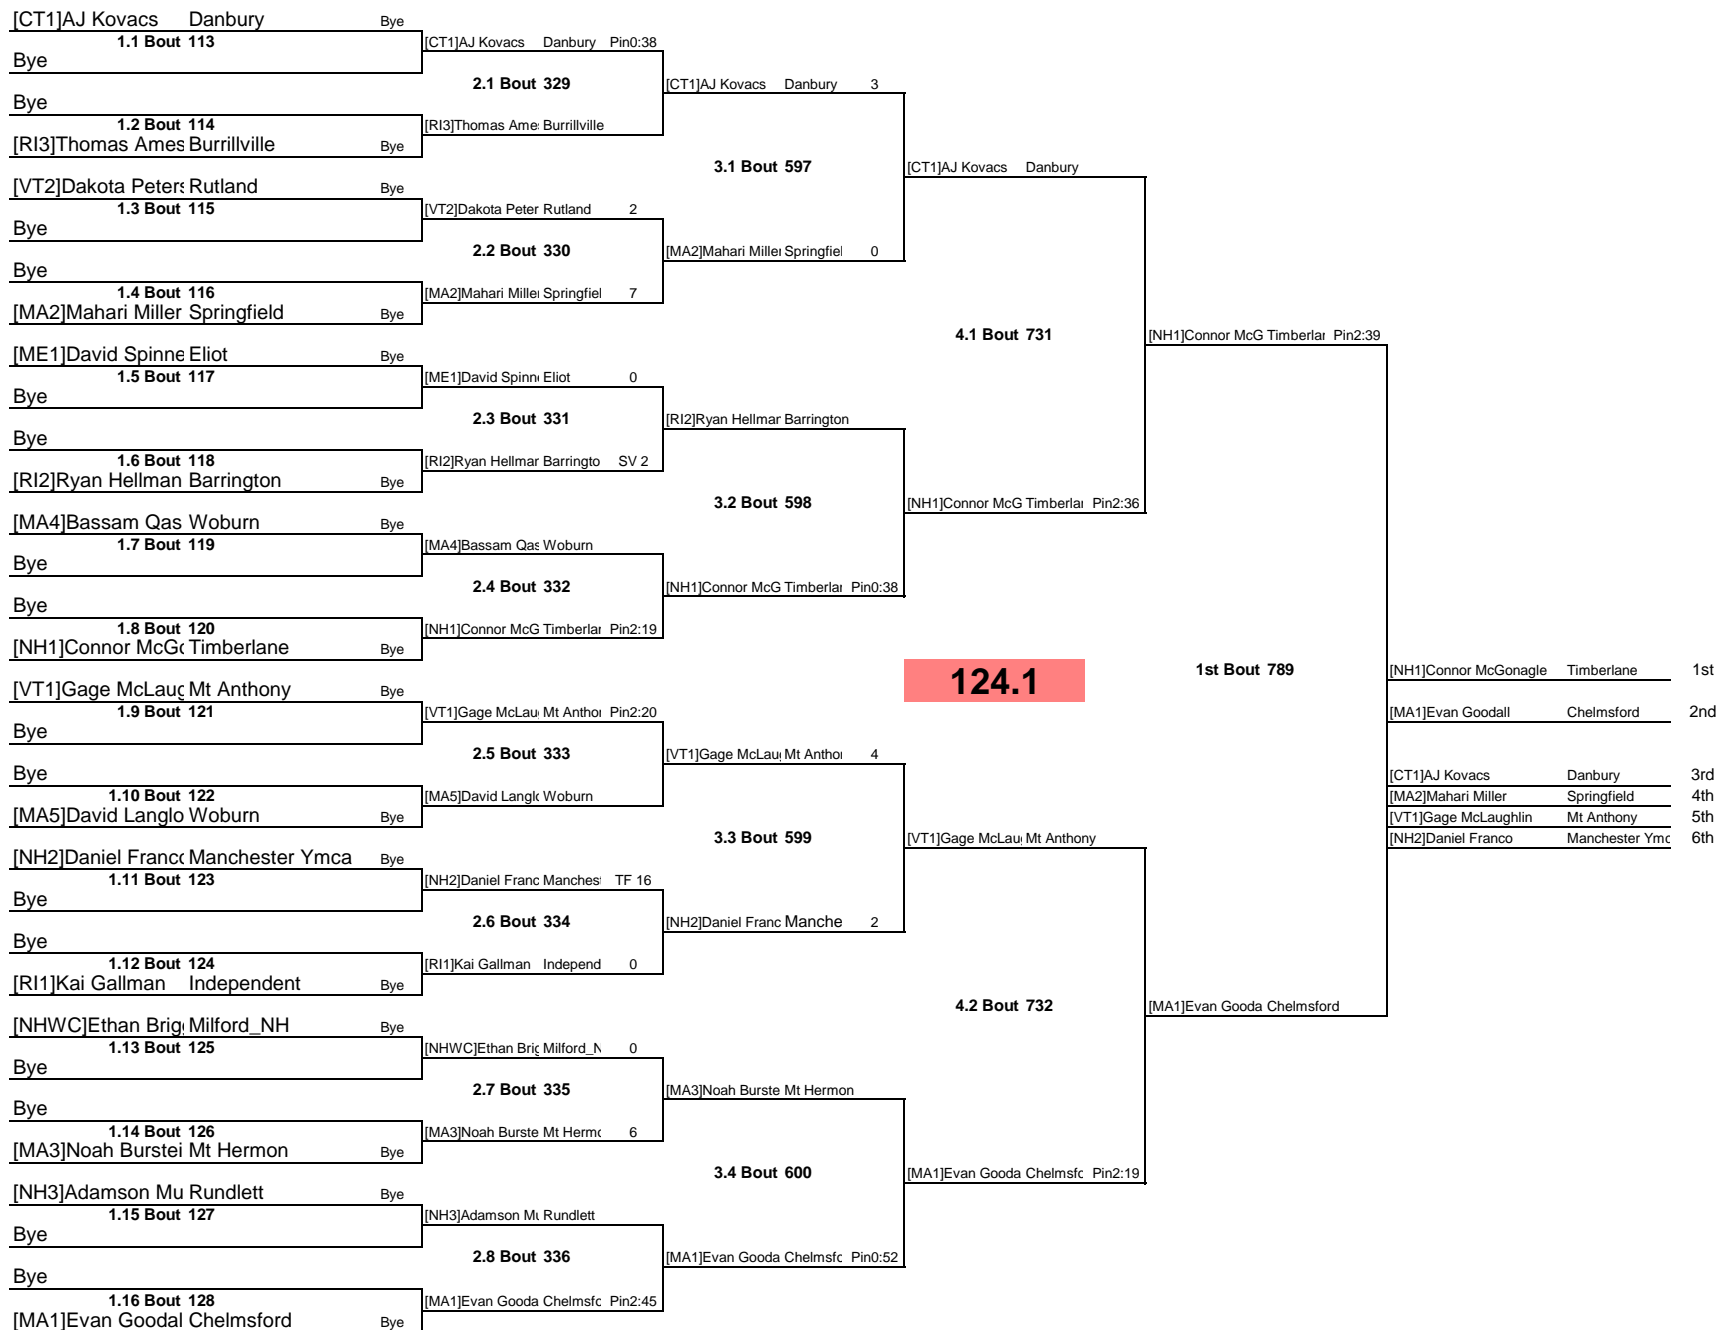 [CT1]AJ Kovacs Danbury Bye
1.1 Bout 113
Bye
Bye
1.2 Bout 114
[RI3]Thomas Ames Burrillville Bye
[VT2]Dakota Peters Rutland Bye
1.3 Bout 115
Bye
Bye
1.4 Bout 116
[MA2]Mahari Miller Springfield Bye
[ME1]David Spinne Eliot Bye
1.5 Bout 117
Bye
Bye
1.6 Bout 118
[RI2]Ryan Hellman Barrington Bye
[MA4]Bassam Qas Woburn Bye
1.7 Bout 119
Bye
Bye
1.8 Bout 120
[NH1]Connor McGo Timberlane Bye
[VT1]Gage McLaug Mt Anthony Bye
1.9 Bout 121
Bye
Bye
1.10 Bout 122
[MA5]David Langlo Woburn Bye
[NH2]Daniel Franco Manchester Ymca Bye
1.11 Bout 123
Bye
Bye
1.12 Bout 124
[RI1]Kai Gallman Independent Bye
[NHWC]Ethan Brig Milford_NH Bye
1.13 Bout 125
Bye
Bye
1.14 Bout 126
[MA3]Noah Burstei Mt Hermon Bye
[NH3]Adamson Mu Rundlett Bye
1.15 Bout 127
Bye
Bye
1.16 Bout 128
[MA1]Evan Goodal Chelmsford Bye
[CT1]AJ Kovacs Danbury Pin0:38
2.1 Bout 329
[RI3]Thomas Ame Burrillville
[VT2]Dakota Peter Rutland 2
2.2 Bout 330
[MA2]Mahari Mille Springfiel 7
[ME1]David Spinn Eliot 0
2.3 Bout 331
[RI2]Ryan Hellmar Barringto SV 2
[MA4]Bassam Qas Woburn
2.4 Bout 332
[NH1]Connor McG Timberlar Pin2:19
[VT1]Gage McLau Mt Anthor Pin2:20
2.5 Bout 333
[MA5]David Langlo Woburn
[NH2]Daniel Franc Manchest TF 16
2.6 Bout 334
[RI1]Kai Gallman Independ 0
[NHWC]Ethan Brig Milford_N 0
2.7 Bout 335
[MA3]Noah Burste Mt Hermo 6
[NH3]Adamson Mu Rundlett
2.8 Bout 336
[MA1]Evan Gooda Chelmsfo Pin2:45
[CT1]AJ Kovacs Danbury 3
3.1 Bout 597
[MA2]Mahari Miller Springfiel 0
[RI2]Ryan Hellmar Barrington
3.2 Bout 598
[NH1]Connor McG Timberlar Pin0:38
[VT1]Gage McLau Mt Anthor 4
3.3 Bout 599
[NH2]Daniel Franc Manche 2
[MA3]Noah Burste Mt Hermon
3.4 Bout 600
[MA1]Evan Gooda Chelmsfo Pin0:52
[CT1]AJ Kovacs Danbury
4.1 Bout 731
[NH1]Connor McG Timberlar Pin2:36
124.1
[VT1]Gage McLau Mt Anthony
4.2 Bout 732
[MA1]Evan Gooda Chelmsfo Pin2:19
[NH1]Connor McG Timberlar Pin2:39
1st Bout 789
[MA1]Evan Gooda Chelmsford
[NH1]Connor McGonagle Timberlane 1st
[MA1]Evan Goodall Chelmsford 2nd
[CT1]AJ Kovacs Danbury 3rd
[MA2]Mahari Miller Springfield 4th
[VT1]Gage McLaughlin Mt Anthony 5th
[NH2]Daniel Franco Manchester Ymc 6th